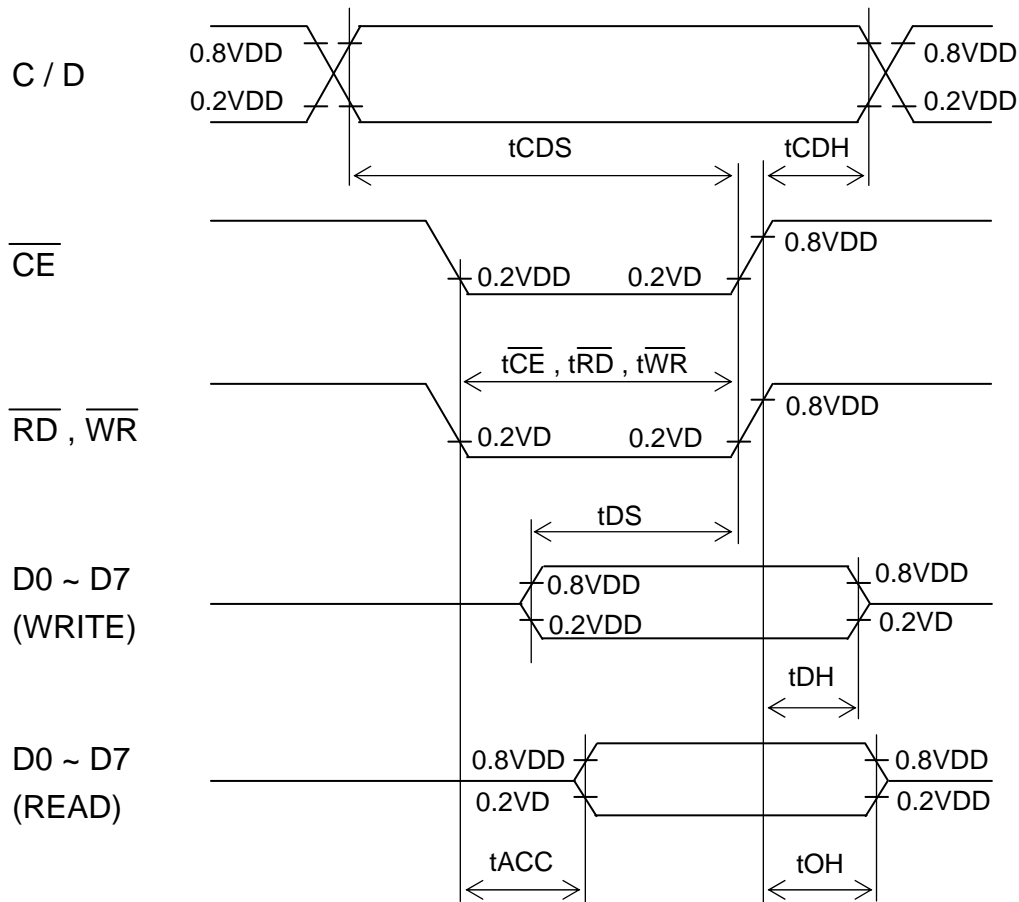 0.8VDD 0.8VDD
C / D
0.2VDD 0.2VDD
tCDS tCDH
CE
0.8VDD
0.2VDD 0.2VD
tCE , tRD , tWR
RD , WR
0.8VDD
0.2VD 0.2VD
tDS
D0 ~ D7
(WRITE)
0.8VDD 0.8VDD
0.2VDD 0.2VD
tDH
D0 ~ D7
(READ)
0.8VDD 0.8VDD
0.2VD 0.2VDD
tACC tOH